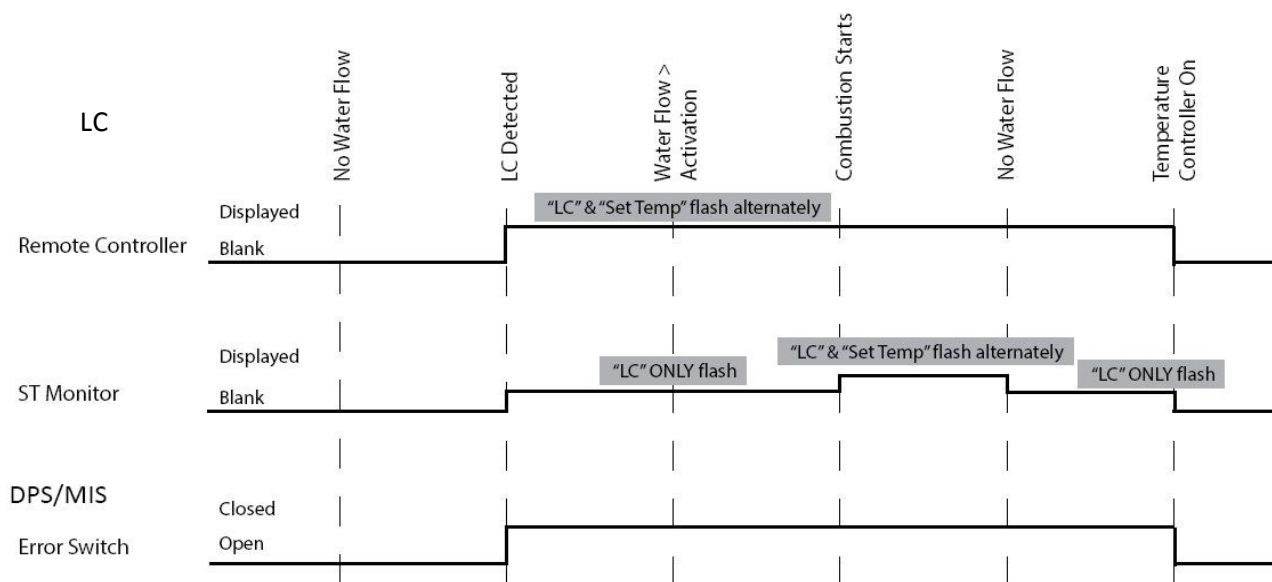 LC
No Water Flow
LC Detected
Water Flow >
Activation
Combustion Starts
No Water Flow
Temperature
Controller On
Remote Controller
Displayed
Blank
“LC” & “Set Temp” flash alternately
ST Monitor
Displayed
Blank
“LC” ONLY flash
“LC” & “Set Temp” flash alternately
“LC” ONLY flash
DPS/MIS
Error Switch
Closed
Open